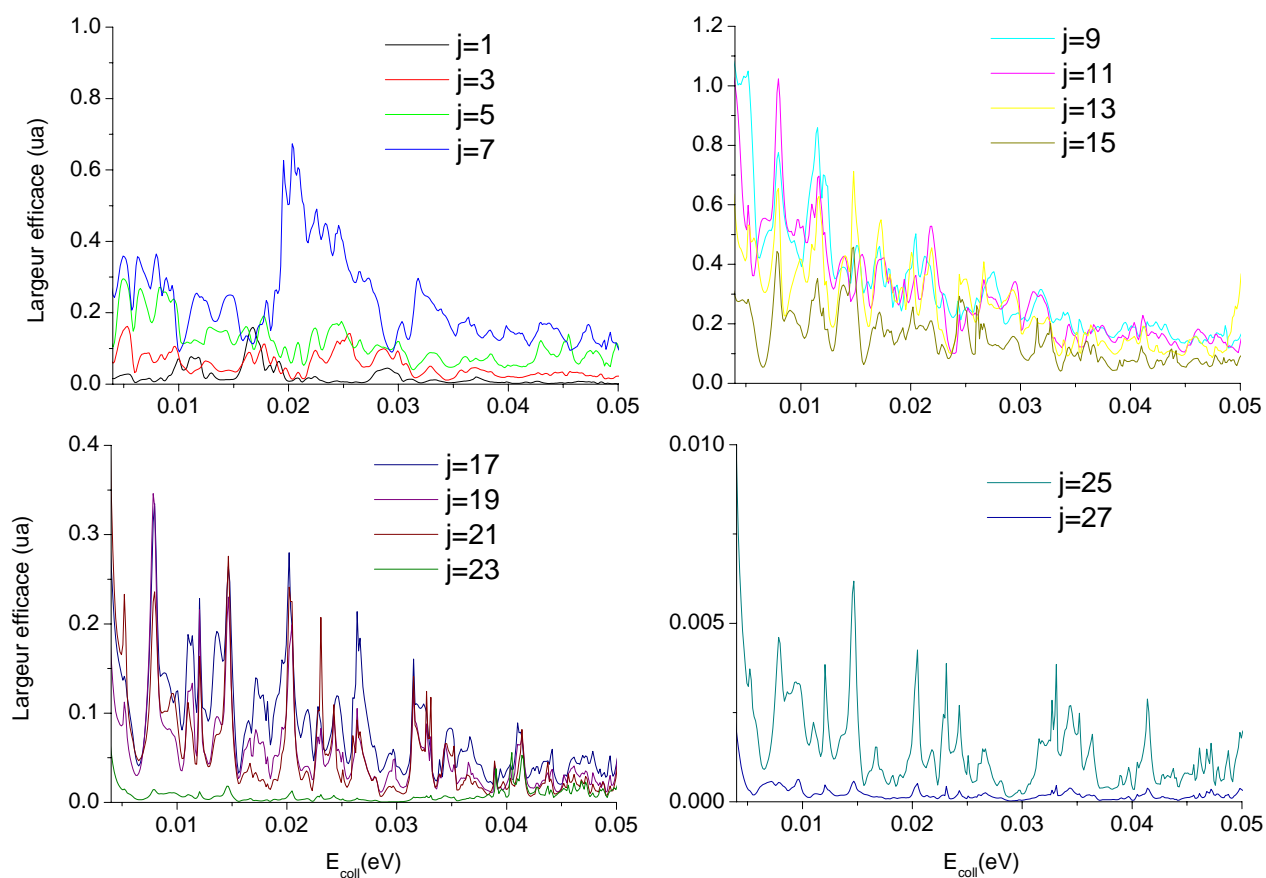 1.0
0.8
0.6
0.4
0.2
0.0
Largeur efficace (ua)
j=1
j=3
j=5
j=7
0.01
0.02
0.03
0.04
0.05
1.2
1.0
0.8
0.6
0.4
0.2
0.0
j=9
j=11
j=13
j=15
0.01
0.02
0.03
0.04
0.05
0.4
0.3
0.2
0.1
0.0
Largeur efficace (ua)
j=17
j=19
j=21
j=23
0.01
0.02
0.03
0.04
0.05
E_coll(eV)
0.010
0.005
0.000
j=25
j=27
0.01
0.02
0.03
0.04
0.05
E_coll(eV)